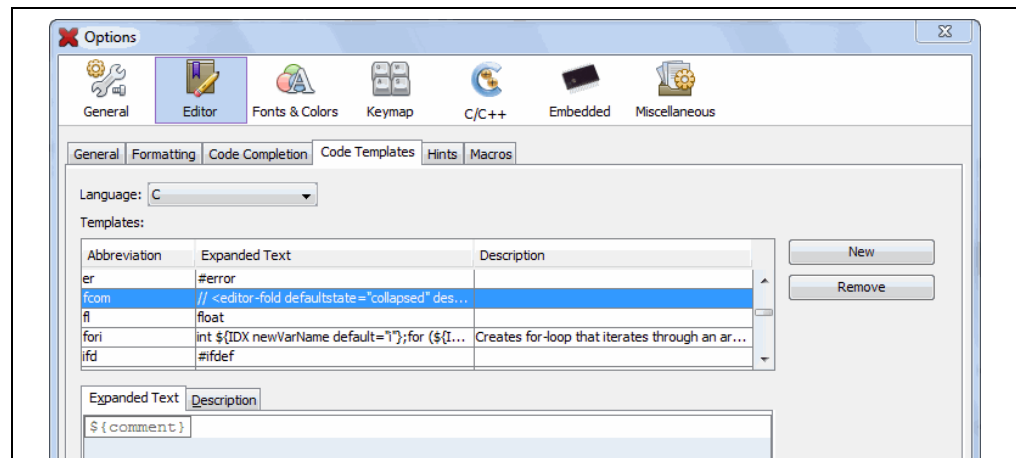 Options
General Editor Fonts & Colors Keymap C/C++ Embedded Miscellaneous
General Formatting Code Completion Code Templates Hints Macros
Language: C
Templates:
Abbreviation Expanded Text Description
er #error
fcom // <editor-fold defaultstate="collapsed" des...
fl float
fori int ${IDX newVarName default="i"};for (${I... Creates for-loop that iterates through an ar...
ifd #ifdef
New
Remove
Expanded Text Description
${comment}